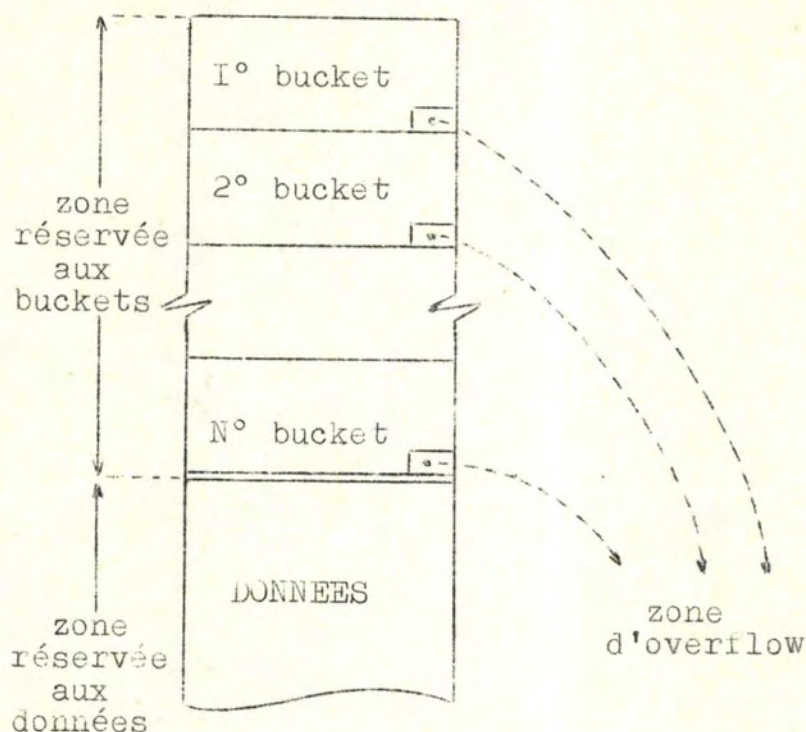 I° bucket
2° bucket
zone
réservée
aux
buckets
N° bucket
DONNEES
zone
d'overflow
zone
réservée
aux
données